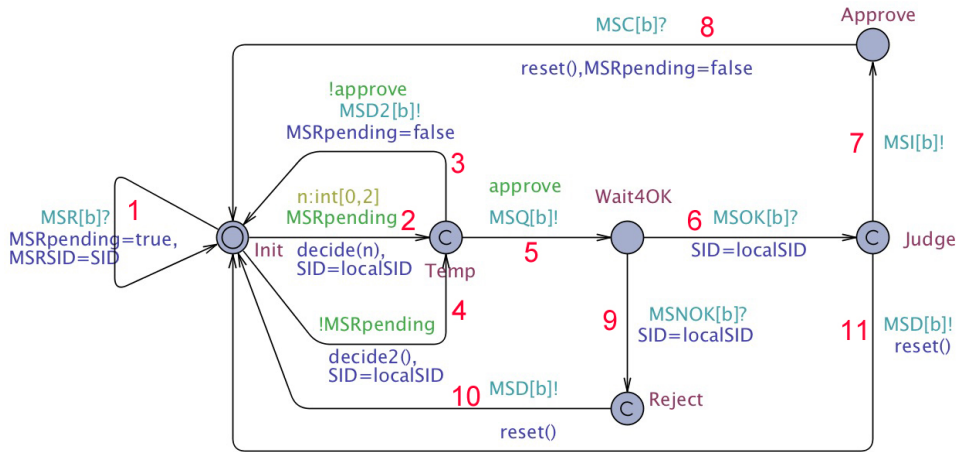 Approve
MSC[b]?
8
reset(),MSRpending=false
!approve
MSD2[b]!
MSRpending=false
3
7
MSI[b]!
n:int[0,2]
MSRpending
2
decide(n),
SID=localSID
approve
MSQ[b]!
5
Wait4OK
6
MSOK[b]?
SID=localSID
1
MSR[b]?
MSRpending=true,
MSRSID=SID
Init
C
Temp
C
Judge
!MSRpending
4
decide2(),
SID=localSID
9
MSNOK[b]?
SID=localSID
11
MSD[b]!
reset()
10
MSD[b]!
C
Reject
reset()